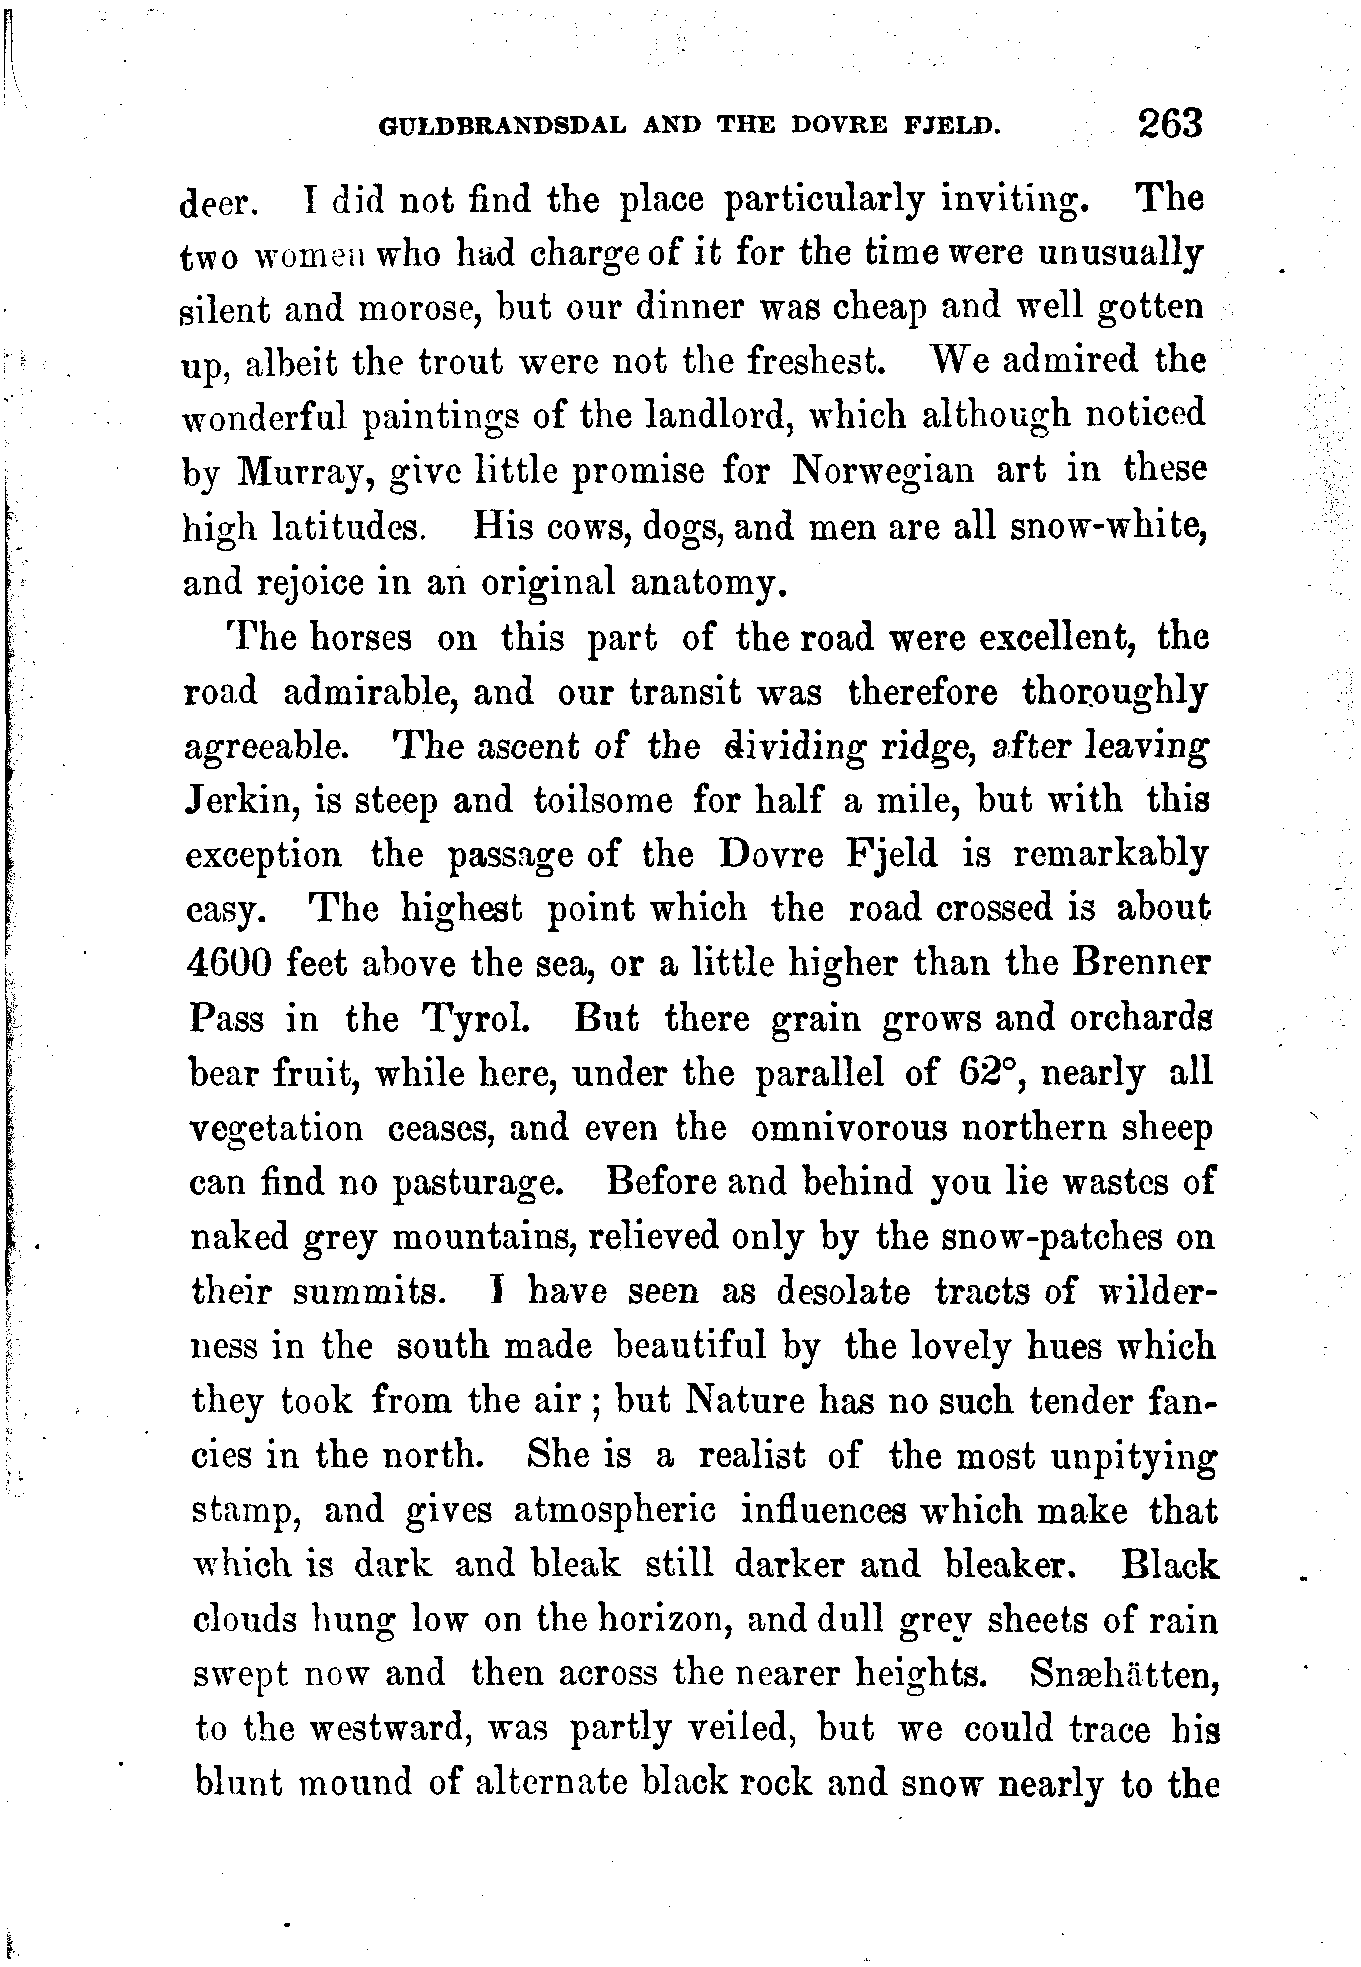 GULDBRANDSDAL AND THE DOVRE FJELD. 263
deer. I did not find the place particularly inviting. The
two women who had charge of it for the time were unusually
silent and morose, but our dinner was cheap and well gotten
up, albeit the trout were not the freshest. We admired the
wonderful paintings of the landlord, which although noticed
by Murray, give little promise for Norwegian art in these
high latitudes. His cows, dogs, and men are all snow-white,
and rejoice in an original anatomy.
The horses on this part of the road were excellent, the
road admirable, and our transit was therefore thoroughly
agreeable. The ascent of the dividing ridge, after leaving
Jerkin, is steep and toilsome for half a mile, but with this
exception the passage of the Dovre Fjeld is remarkably
easy. The highest point which the road crossed is about
4600 feet above the sea, or a little higher than the Brenner
Pass in the Tyrol. But there grain grows and orchards
bear fruit, while here, under the parallel of 62°, nearly all
vegetation ceases, and even the omnivorous northern sheep
can find no pasturage. Before and behind you lie wastes of
naked grey mountains, relieved only by the snow-patches on
their summits. I have seen as desolate tracts of wilder-
ness in the south made beautiful by the lovely hues which
they took from the air ; but Nature has no such tender fan-
cies in the north. She is a realist of the most unpitying
stamp, and gives atmospheric influences which make that
which is dark and bleak still darker and bleaker. Black
clouds hung low on the horizon, and dull grey sheets of rain
swept now and then across the nearer heights. Snæhätten,
to the westward, was partly veiled, but we could trace his
blunt mound of alternate black rock and snow nearly to the